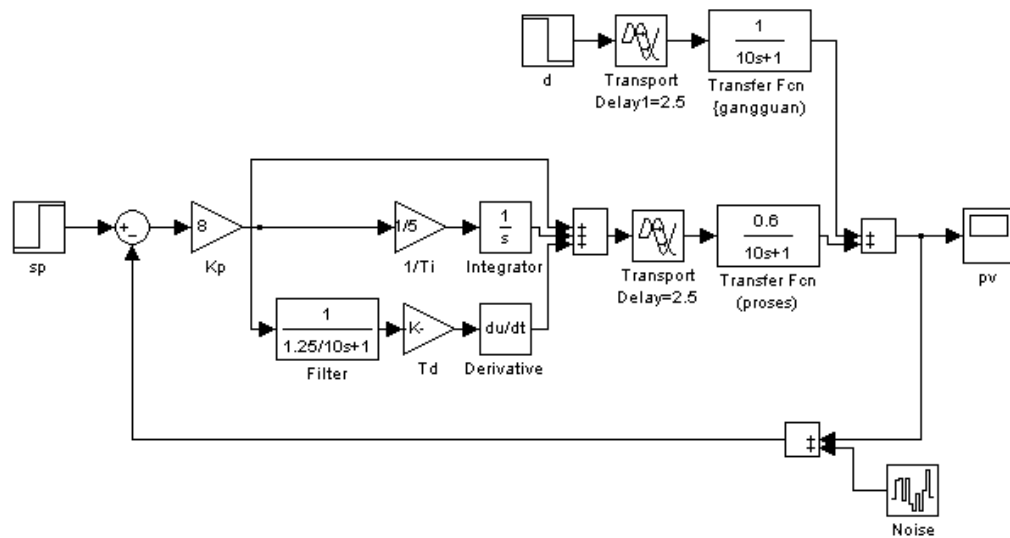 d
Transport
Delay1=2.5
1
10s+1
Transfer Fcn
{gangguan)
sp
+
-
8
Kp
1/5
1/Ti
1
s
Integrator
Transport
Delay=2.5
0.6
10s+1
Transfer Fcn
(proses)
pv
1
1.25/10s+1
Filter
K-
Td
du/dt
Derivative
Noise